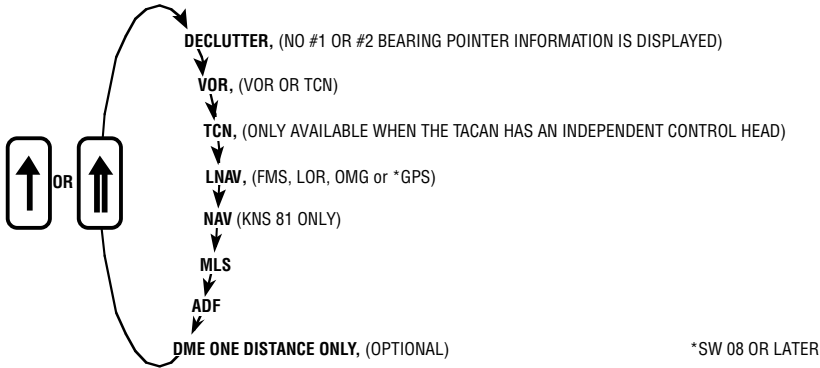 DECLUTTER, (NO #1 OR #2 BEARING POINTER INFORMATION IS DISPLAYED)
VOR, (VOR OR TCN)
TCN, (ONLY AVAILABLE WHEN THE TACAN HAS AN INDEPENDENT CONTROL HEAD)
OR
LNAV, (FMS, LOR, OMG or *GPS)
NAV (KNS 81 ONLY)
MLS
ADF
DME ONE DISTANCE ONLY, (OPTIONAL)
*SW 08 OR LATER